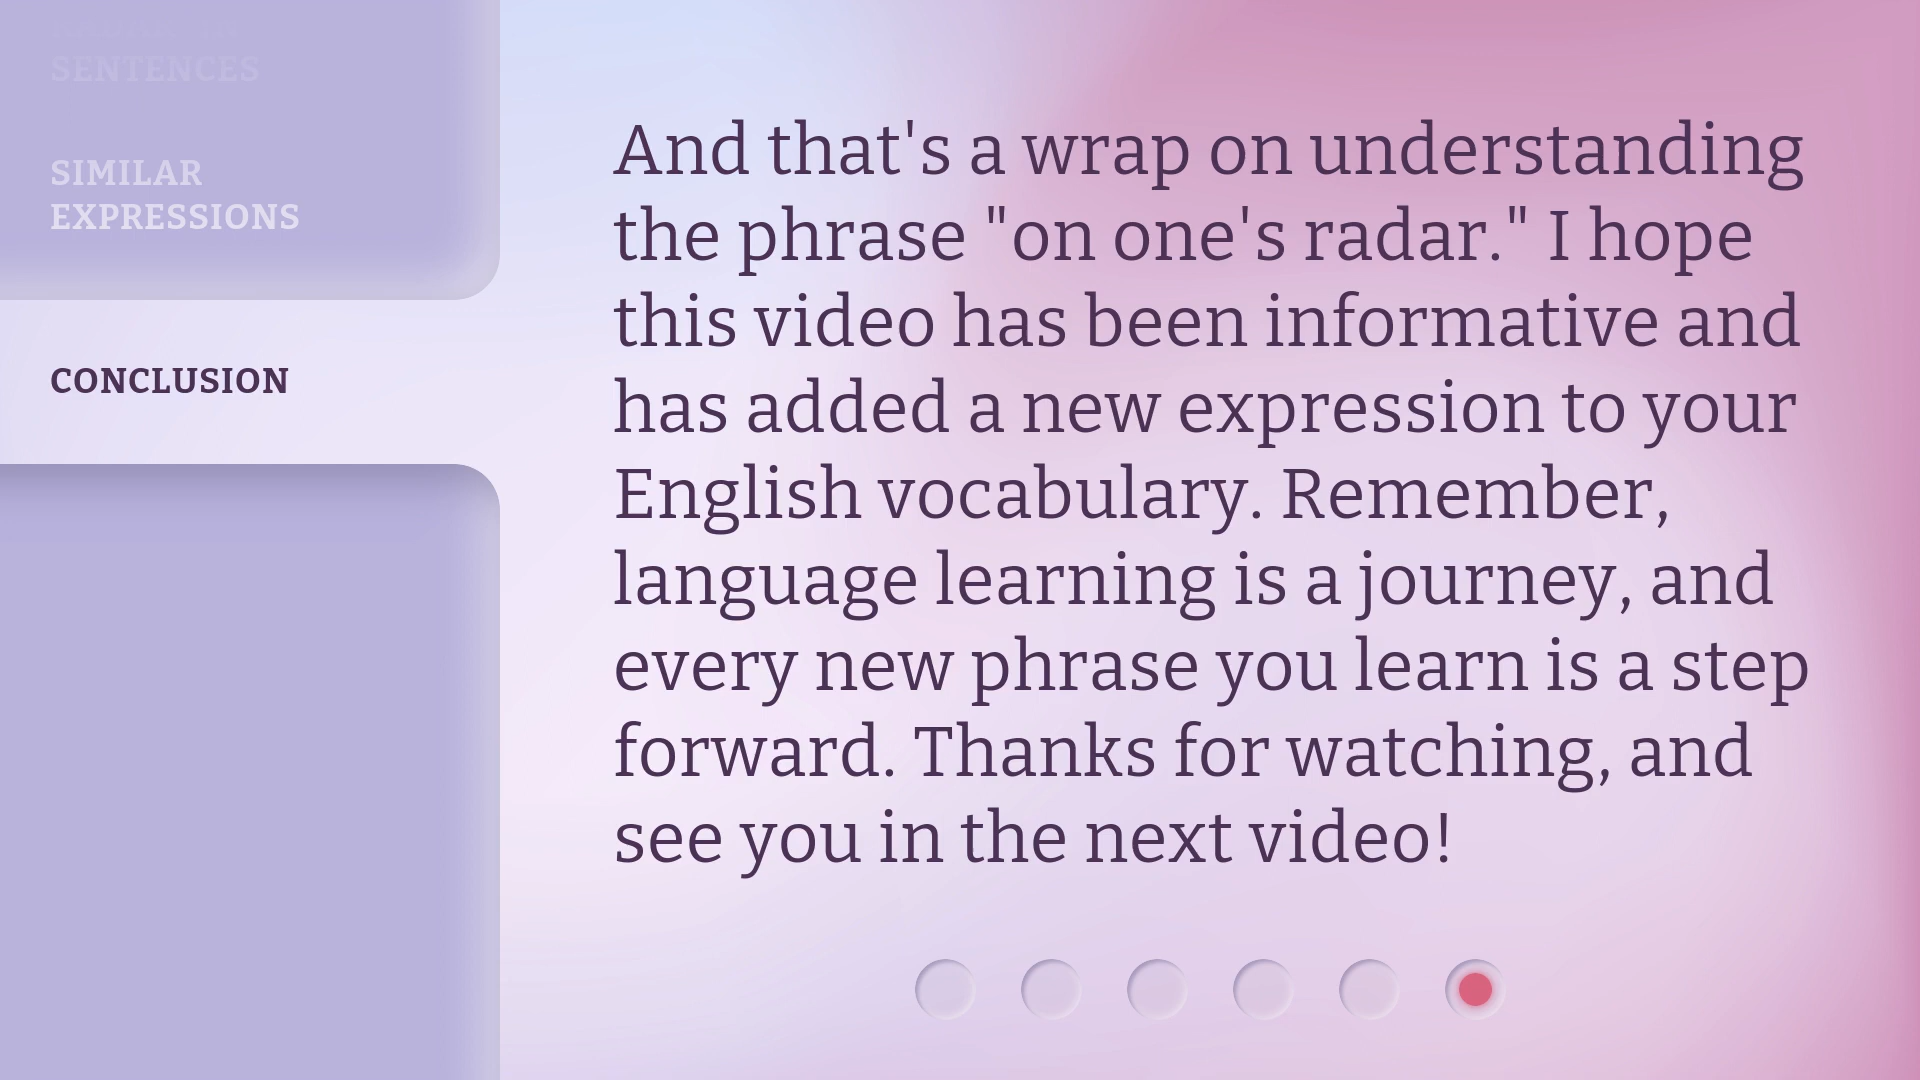 SENTENCES
SIMILAR
EXPRESSIONS
CONCLUSION
And that's a wrap on understanding
the phrase "on one's radar." I hope
this video has been informative and
has added a new expression to your
English vocabulary. Remember,
language learning is a journey, and
every new phrase you learn is a step
forward. Thanks for watching, and
see you in the next video!